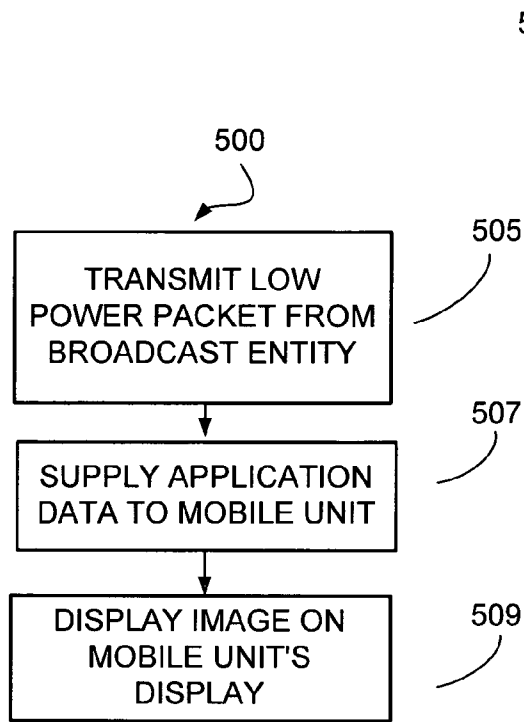 500
505
TRANSMIT LOW
POWER PACKET FROM
BROADCAST ENTITY
507
SUPPLY APPLICATION
DATA TO MOBILE UNIT
509
DISPLAY IMAGE ON
MOBILE UNIT'S
DISPLAY